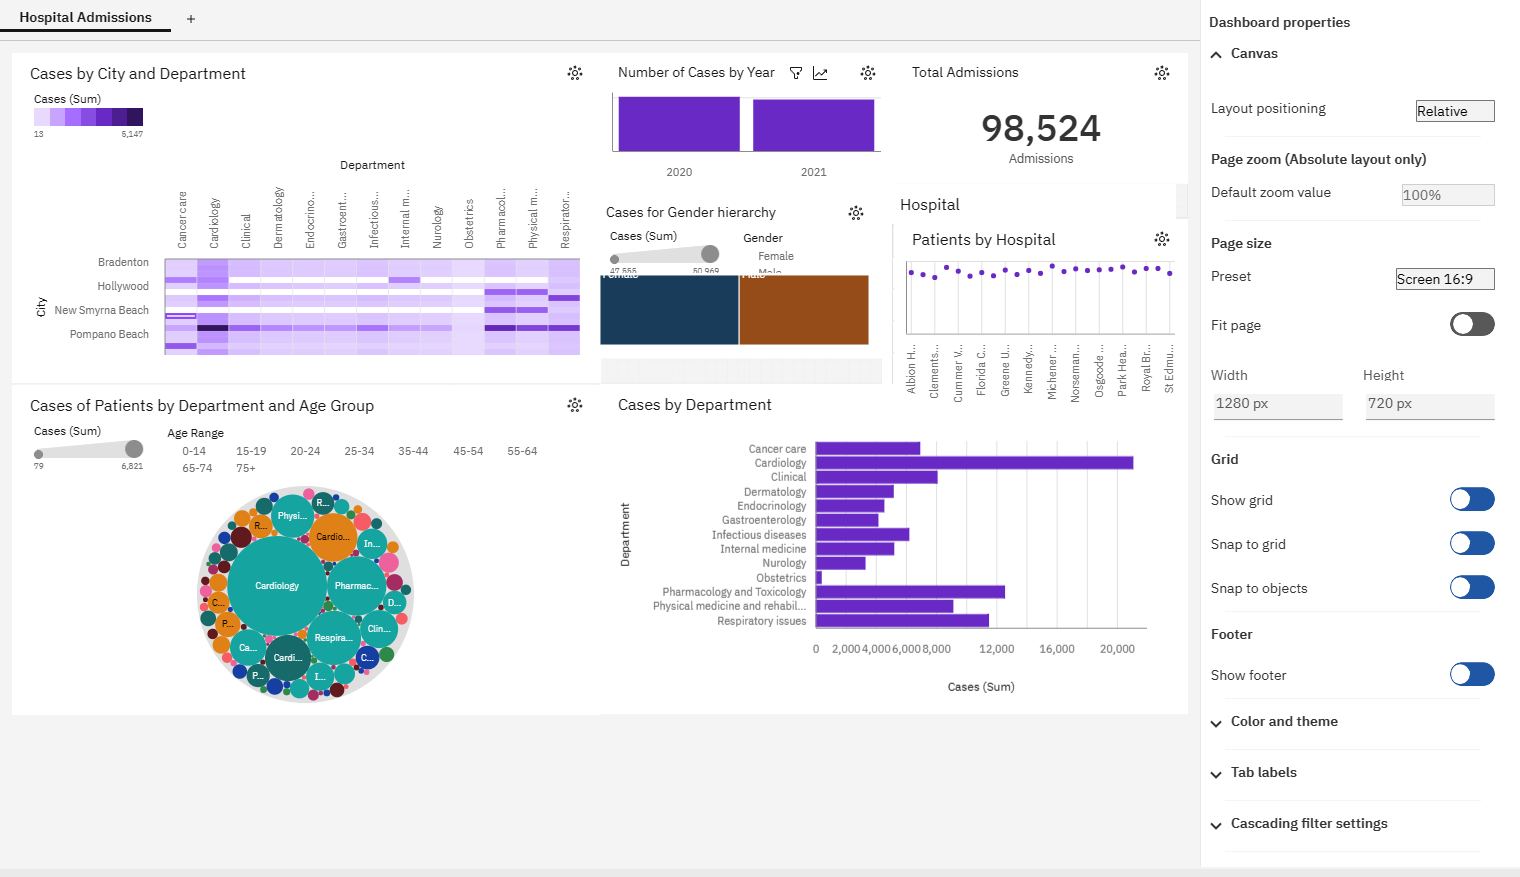 Hospital Admissions
+
Cases by City and Department
Cases (Sum)
13 5,147
Department
Cancer care
Cardiology
Clinical
Dermatology
Endocrino...
Gastroent...
Infectious...
Internal m...
Nurology
Obstetrics
Pharmacol...
Physical m...
Respirator...
City
Bradenton
Hollywood
New Smyrna Beach
Pompano Beach
Number of Cases by Year
2020 2021
Total Admissions
98,524
Admissions
Cases for Gender hierarchy
Cases (Sum)
47,555 50,969
Gender
Female
Male
Female Male
Hospital
Patients by Hospital
Albion H...
Clements...
Cummer V...
Florida C...
Greene U...
Kennedy...
Michener ...
Norseman...
Osgoode ...
Park Hea...
Royal Br...
St Edmu...
Cases of Patients by Department and Age Group
Cases (Sum)
79 6,821
Age Range
0-14 15-19 20-24 25-34 35-44 45-54 55-64
65-74 75+
R...
Physi...
R...
Cardio...
In...
Cardiology
Pharmac...
C...
D...
P...
Clin...
Respira...
Ca...
Cardi...
C...
P...
I...
Cases by Department
Department
Cancer care
Cardiology
Clinical
Dermatology
Endocrinology
Gastroenterology
Infectious diseases
Internal medicine
Nurology
Obstetrics
Pharmacology and Toxicology
Physical medicine and rehabil...
Respiratory issues
0 2,000 4,000 6,000 8,000 12,000 16,000 20,000
Cases (Sum)
Dashboard properties
Canvas
Layout positioning Relative
Page zoom (Absolute layout only)
Default zoom value 100%
Page size
Preset Screen 16:9
Fit page
Width Height
1280 px 720 px
Grid
Show grid
Snap to grid
Snap to objects
Footer
Show footer
Color and theme
Tab labels
Cascading filter settings